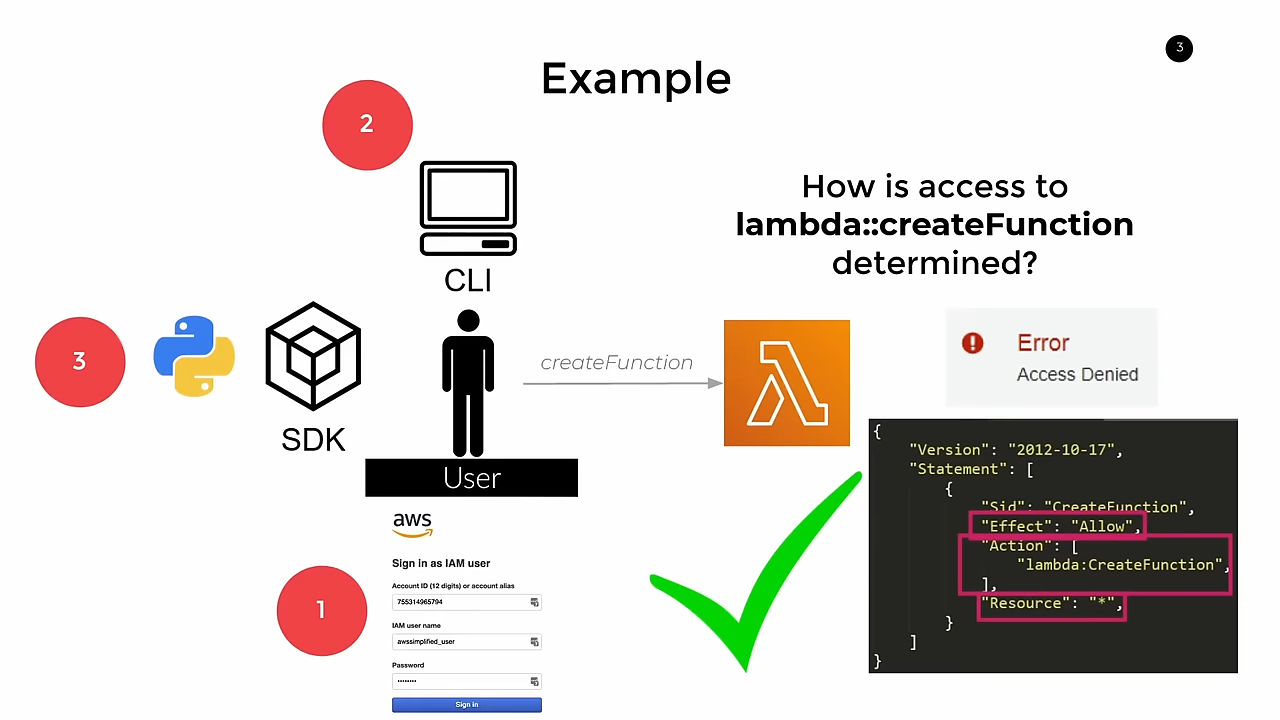 3
Example
2
How is access to
lambda::createFunction
determined?
CLI
3
SDK
createFunction
Error
Access Denied
User
{
"Version": "2012-10-17",
"Statement": [
{
"Sid": "CreateFunction",
"Effect": "Allow",
"Action": [
"lambda:CreateFunction",
],
"Resource": "*",
}
]
}
aws
Sign in as IAM user
Account ID (12 digits) or account alias
755314965794
1
IAM user name
awssimplified_user
Password
••••••••
Sign in